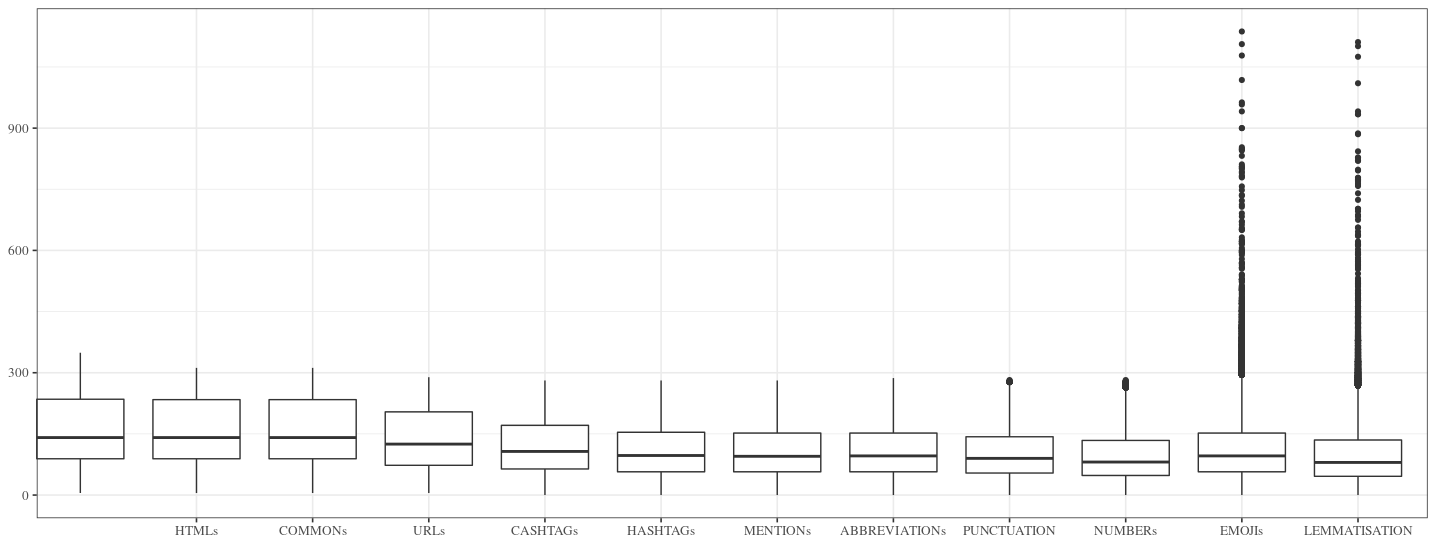 900
600
300
0
HTMLs COMMONs URLs CASHTAGs HASHTAGs MENTIONs ABBREVIATIONs PUNCTUATION NUMBERs EMOJIs LEMMATISATION